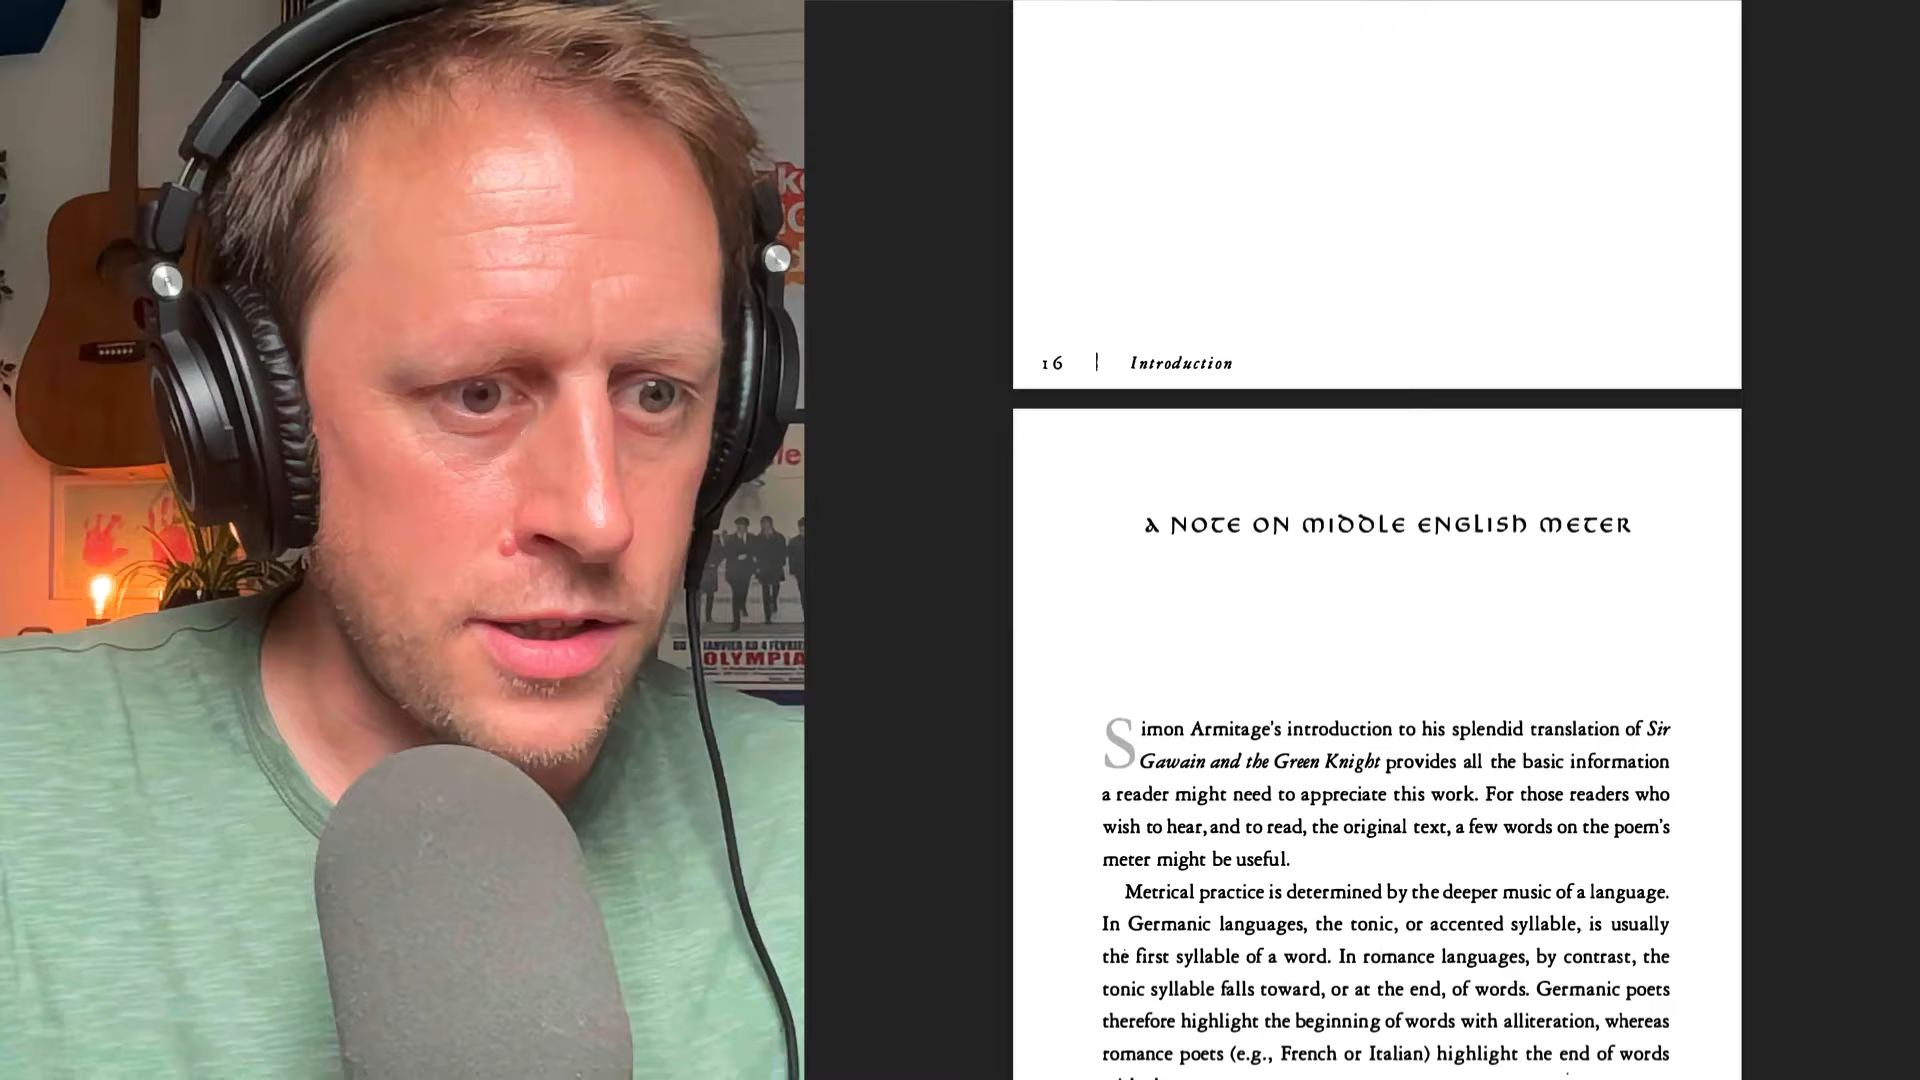 OLYMPIA
16 | Introduction
A NOTE ON MIDDLE ENGLISH METER
Simon Armitage's introduction to his splendid translation of Sir
Gawain and the Green Knight provides all the basic information
a reader might need to appreciate this work. For those readers who
wish to hear, and to read, the original text, a few words on the poem's
meter might be useful.
Metrical practice is determined by the deeper music of a language.
In Germanic languages, the tonic, or accented syllable, is usually
the first syllable of a word. In romance languages, by contrast, the
tonic syllable falls toward, or at the end, of words. Germanic poets
therefore highlight the beginning of words with alliteration, whereas
romance poets (e.g., French or Italian) highlight the end of words